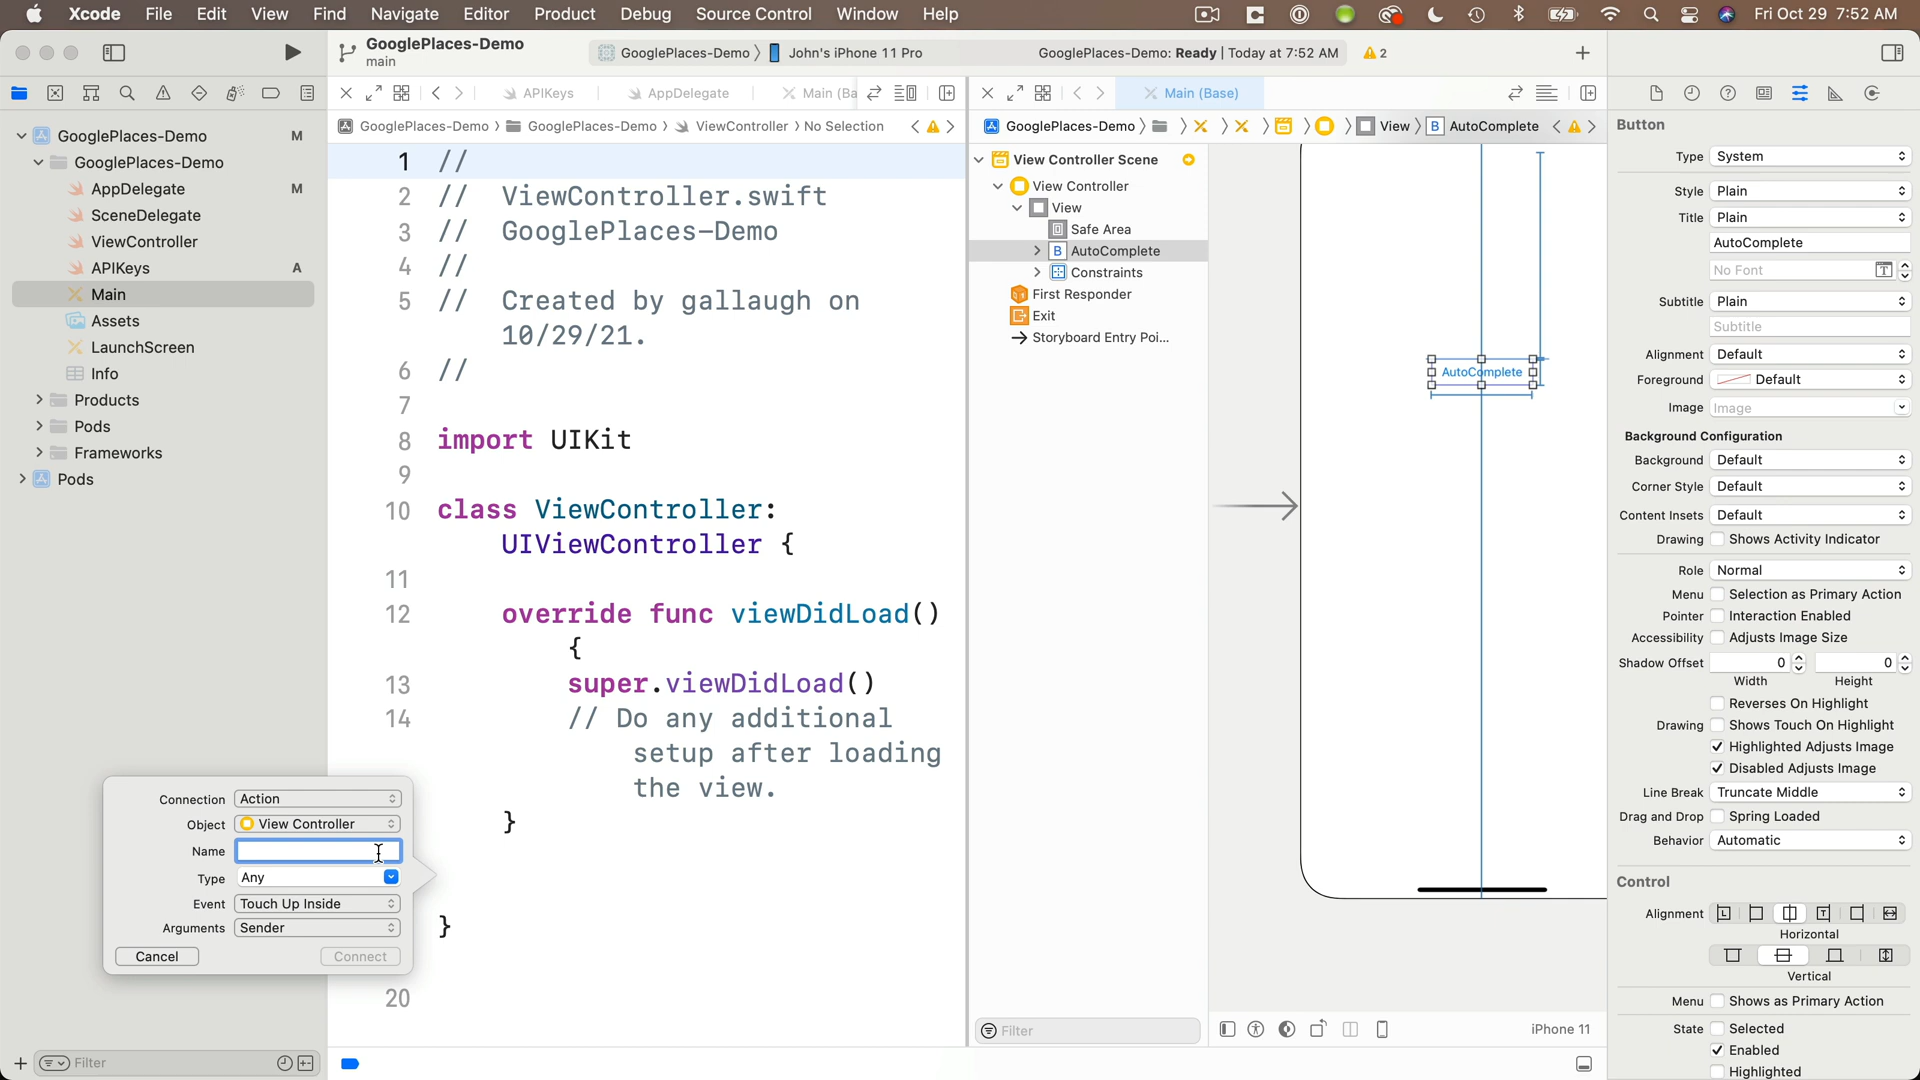 Xcode File Edit View Find Navigate Editor Product Debug Source Control Window Help
Fri Oct 29 7:52 AM
GooglePlaces-Demo
main
GooglePlaces-Demo 〉 John's iPhone 11 Pro
GooglePlaces-Demo: Ready | Today at 7:52 AM
2
GooglePlaces-Demo M
GooglePlaces-Demo
AppDelegate M
SceneDelegate
ViewController
APIKeys A
Main
Assets
LaunchScreen
Info
Products
Pods
Frameworks
Pods
Filter
APIKeys
AppDelegate
Main (Ba
GooglePlaces-Demo 〉 GooglePlaces-Demo 〉 ViewController 〉 No Selection
1 //
2 // ViewController.swift
3 // GooglePlaces-Demo
4 //
5 // Created by gallaugh on
10/29/21.
6 //
7
8 import UIKit
9
10 class ViewController:
UIViewController {
11
12 override func viewDidLoad()
{
13 super.viewDidLoad()
14 // Do any additional
setup after loading
the view.
}
}
20
Connection Action
Object View Controller
Name
Type Any
Event Touch Up Inside
Arguments Sender
Cancel Connect
Main (Base)
GooglePlaces-Demo 〉 〉 〉 〉 〉 〉 View 〉 B AutoComplete
View Controller Scene
View Controller
View
Safe Area
B AutoComplete
Constraints
First Responder
Exit
Storyboard Entry Poi...
Filter
AutoComplete
iPhone 11
Button
Type System
Style Plain
Title Plain
AutoComplete
No Font T
Subtitle Plain
Subtitle
Alignment Default
Foreground Default
Image Image
Background Configuration
Background Default
Corner Style Default
Content Insets Default
Drawing Shows Activity Indicator
Role Normal
Menu Selection as Primary Action
Pointer Interaction Enabled
Accessibility Adjusts Image Size
Shadow Offset 0 0
Width Height
Reverses On Highlight
Drawing Shows Touch On Highlight
Highlighted Adjusts Image
Disabled Adjusts Image
Line Break Truncate Middle
Drag and Drop Spring Loaded
Behavior Automatic
Control
Alignment
Horizontal
Vertical
Menu Shows as Primary Action
State Selected
Enabled
Highlighted